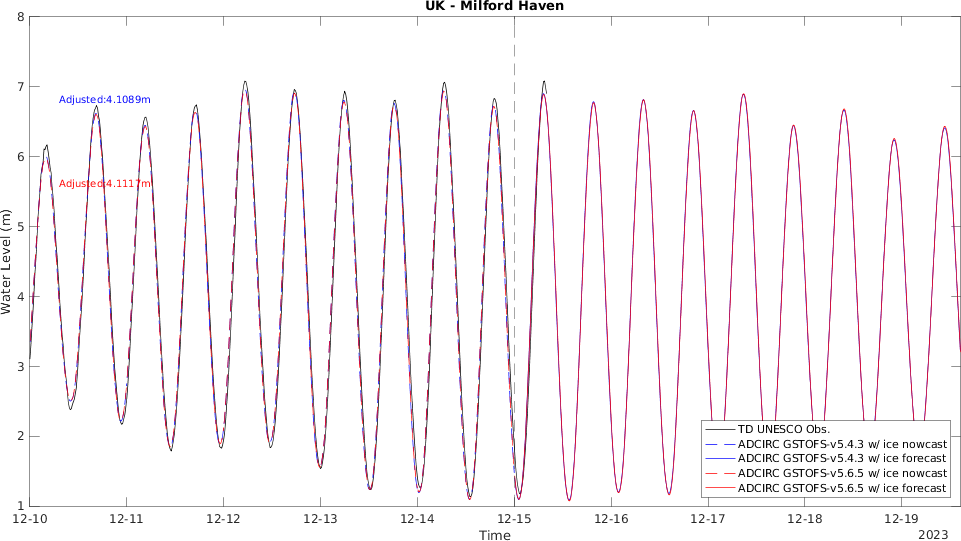 UK - Milford Haven
Water Level (m)
8
7
6
5
4
3
2
1
Adjusted:4.1089m
Adjusted:4.1117m
TD UNESCO Obs.
ADCIRC GSTOFS-v5.4.3 w/ ice nowcast
ADCIRC GSTOFS-v5.4.3 w/ ice forecast
ADCIRC GSTOFS-v5.6.5 w/ ice nowcast
ADCIRC GSTOFS-v5.6.5 w/ ice forecast
12-10 12-11 12-12 12-13 12-14 12-15 12-16 12-17 12-18 12-19
Time
2023